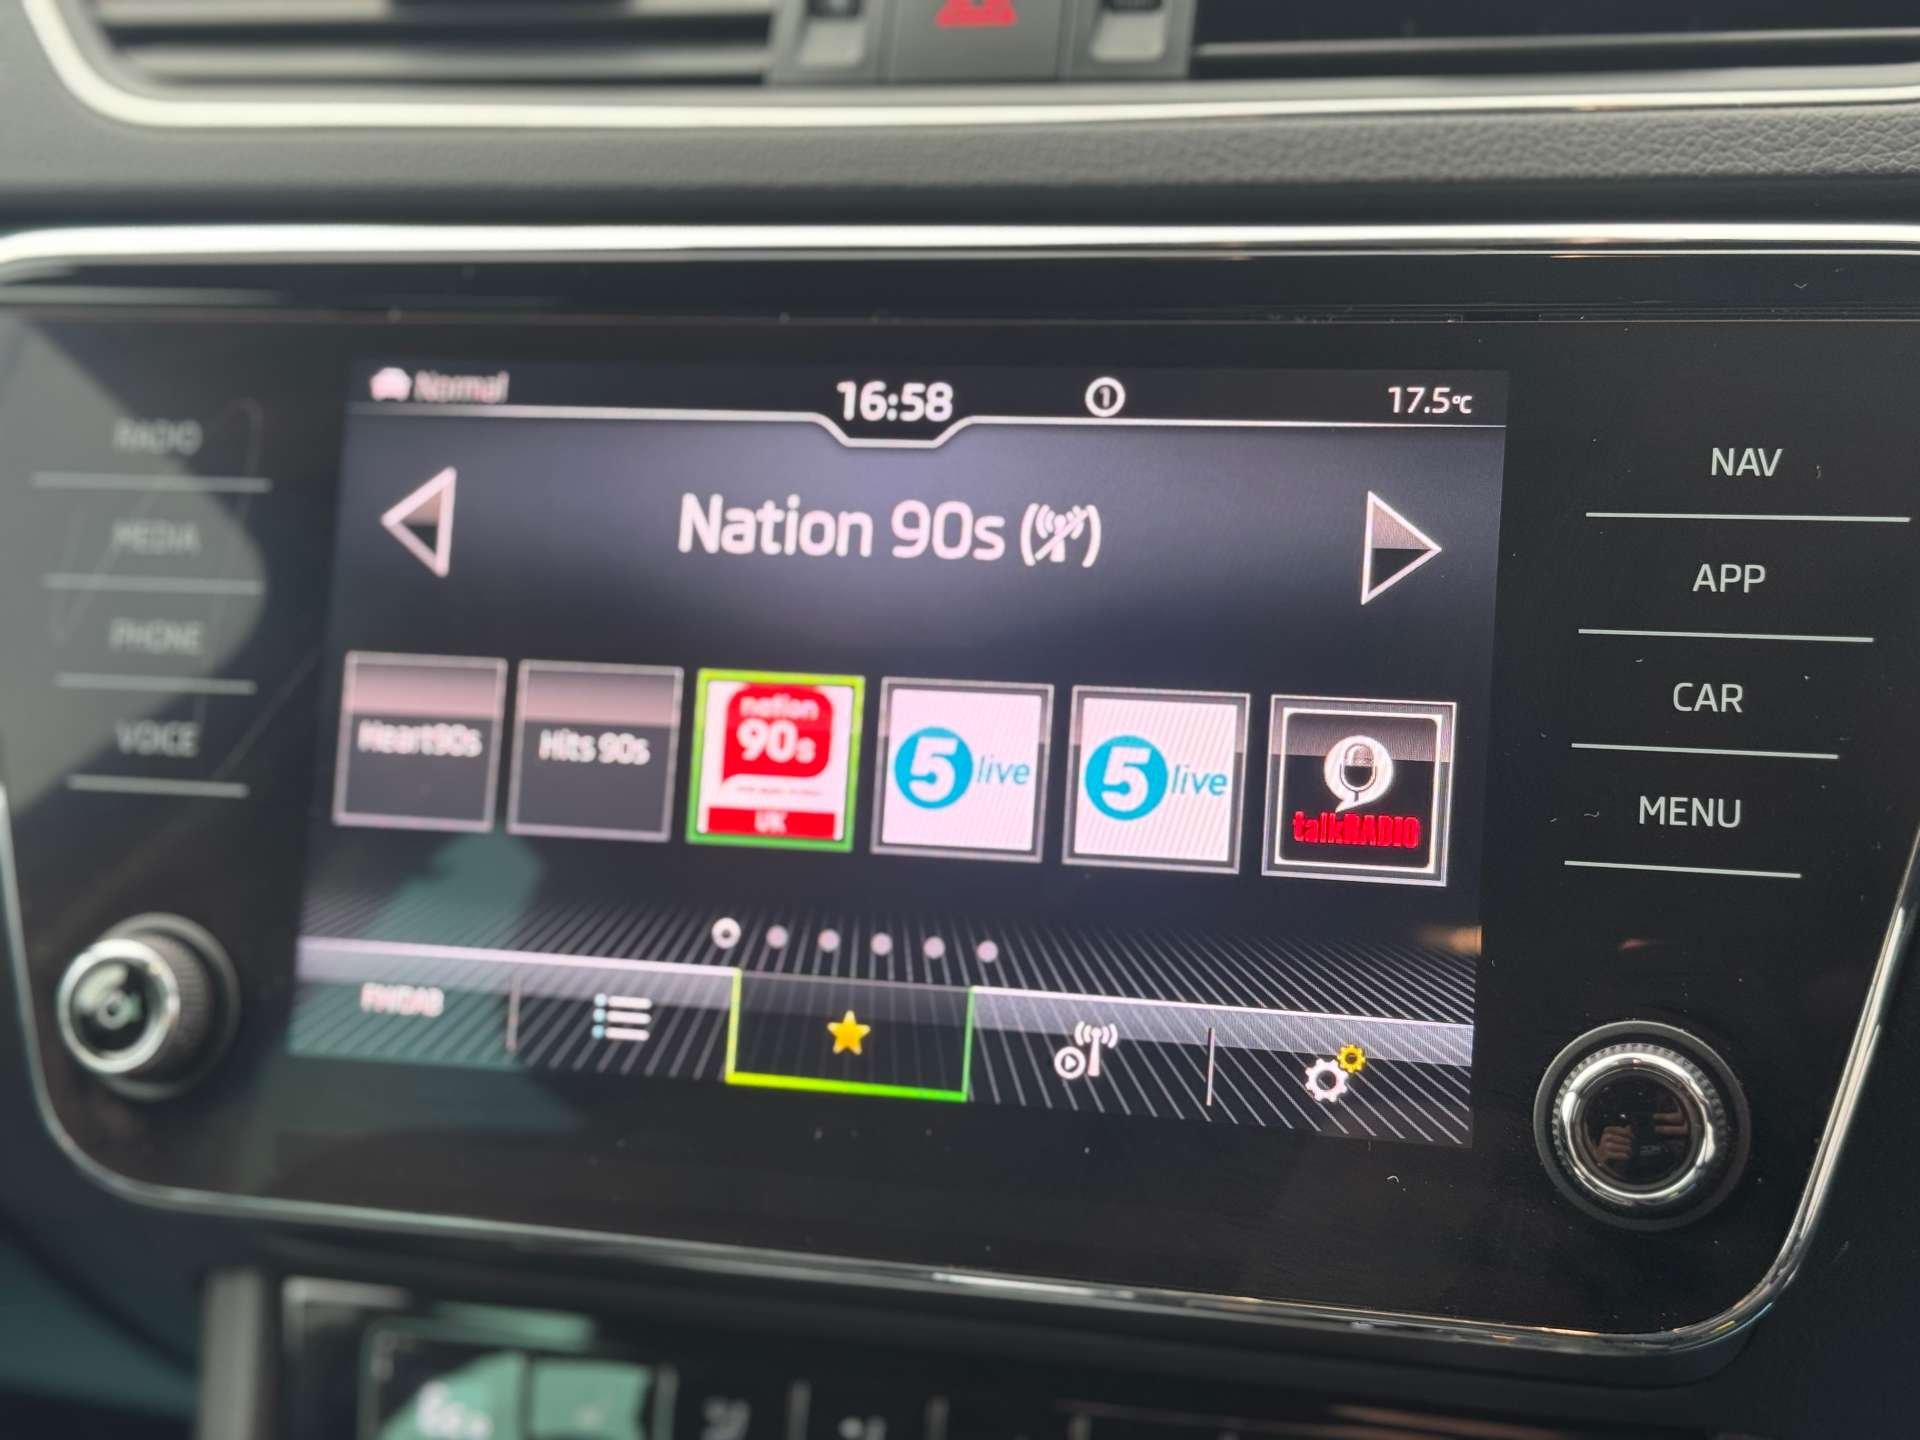 Normal
16:58
1
17.5°C
RADIO
MEDIA
PHONE
VOICE
Nation 90s
NAV
APP
CAR
MENU
Heart90s
Hits 90s
nation
90s
UK
5 live
5 live
talkRADIO
FM/DAB